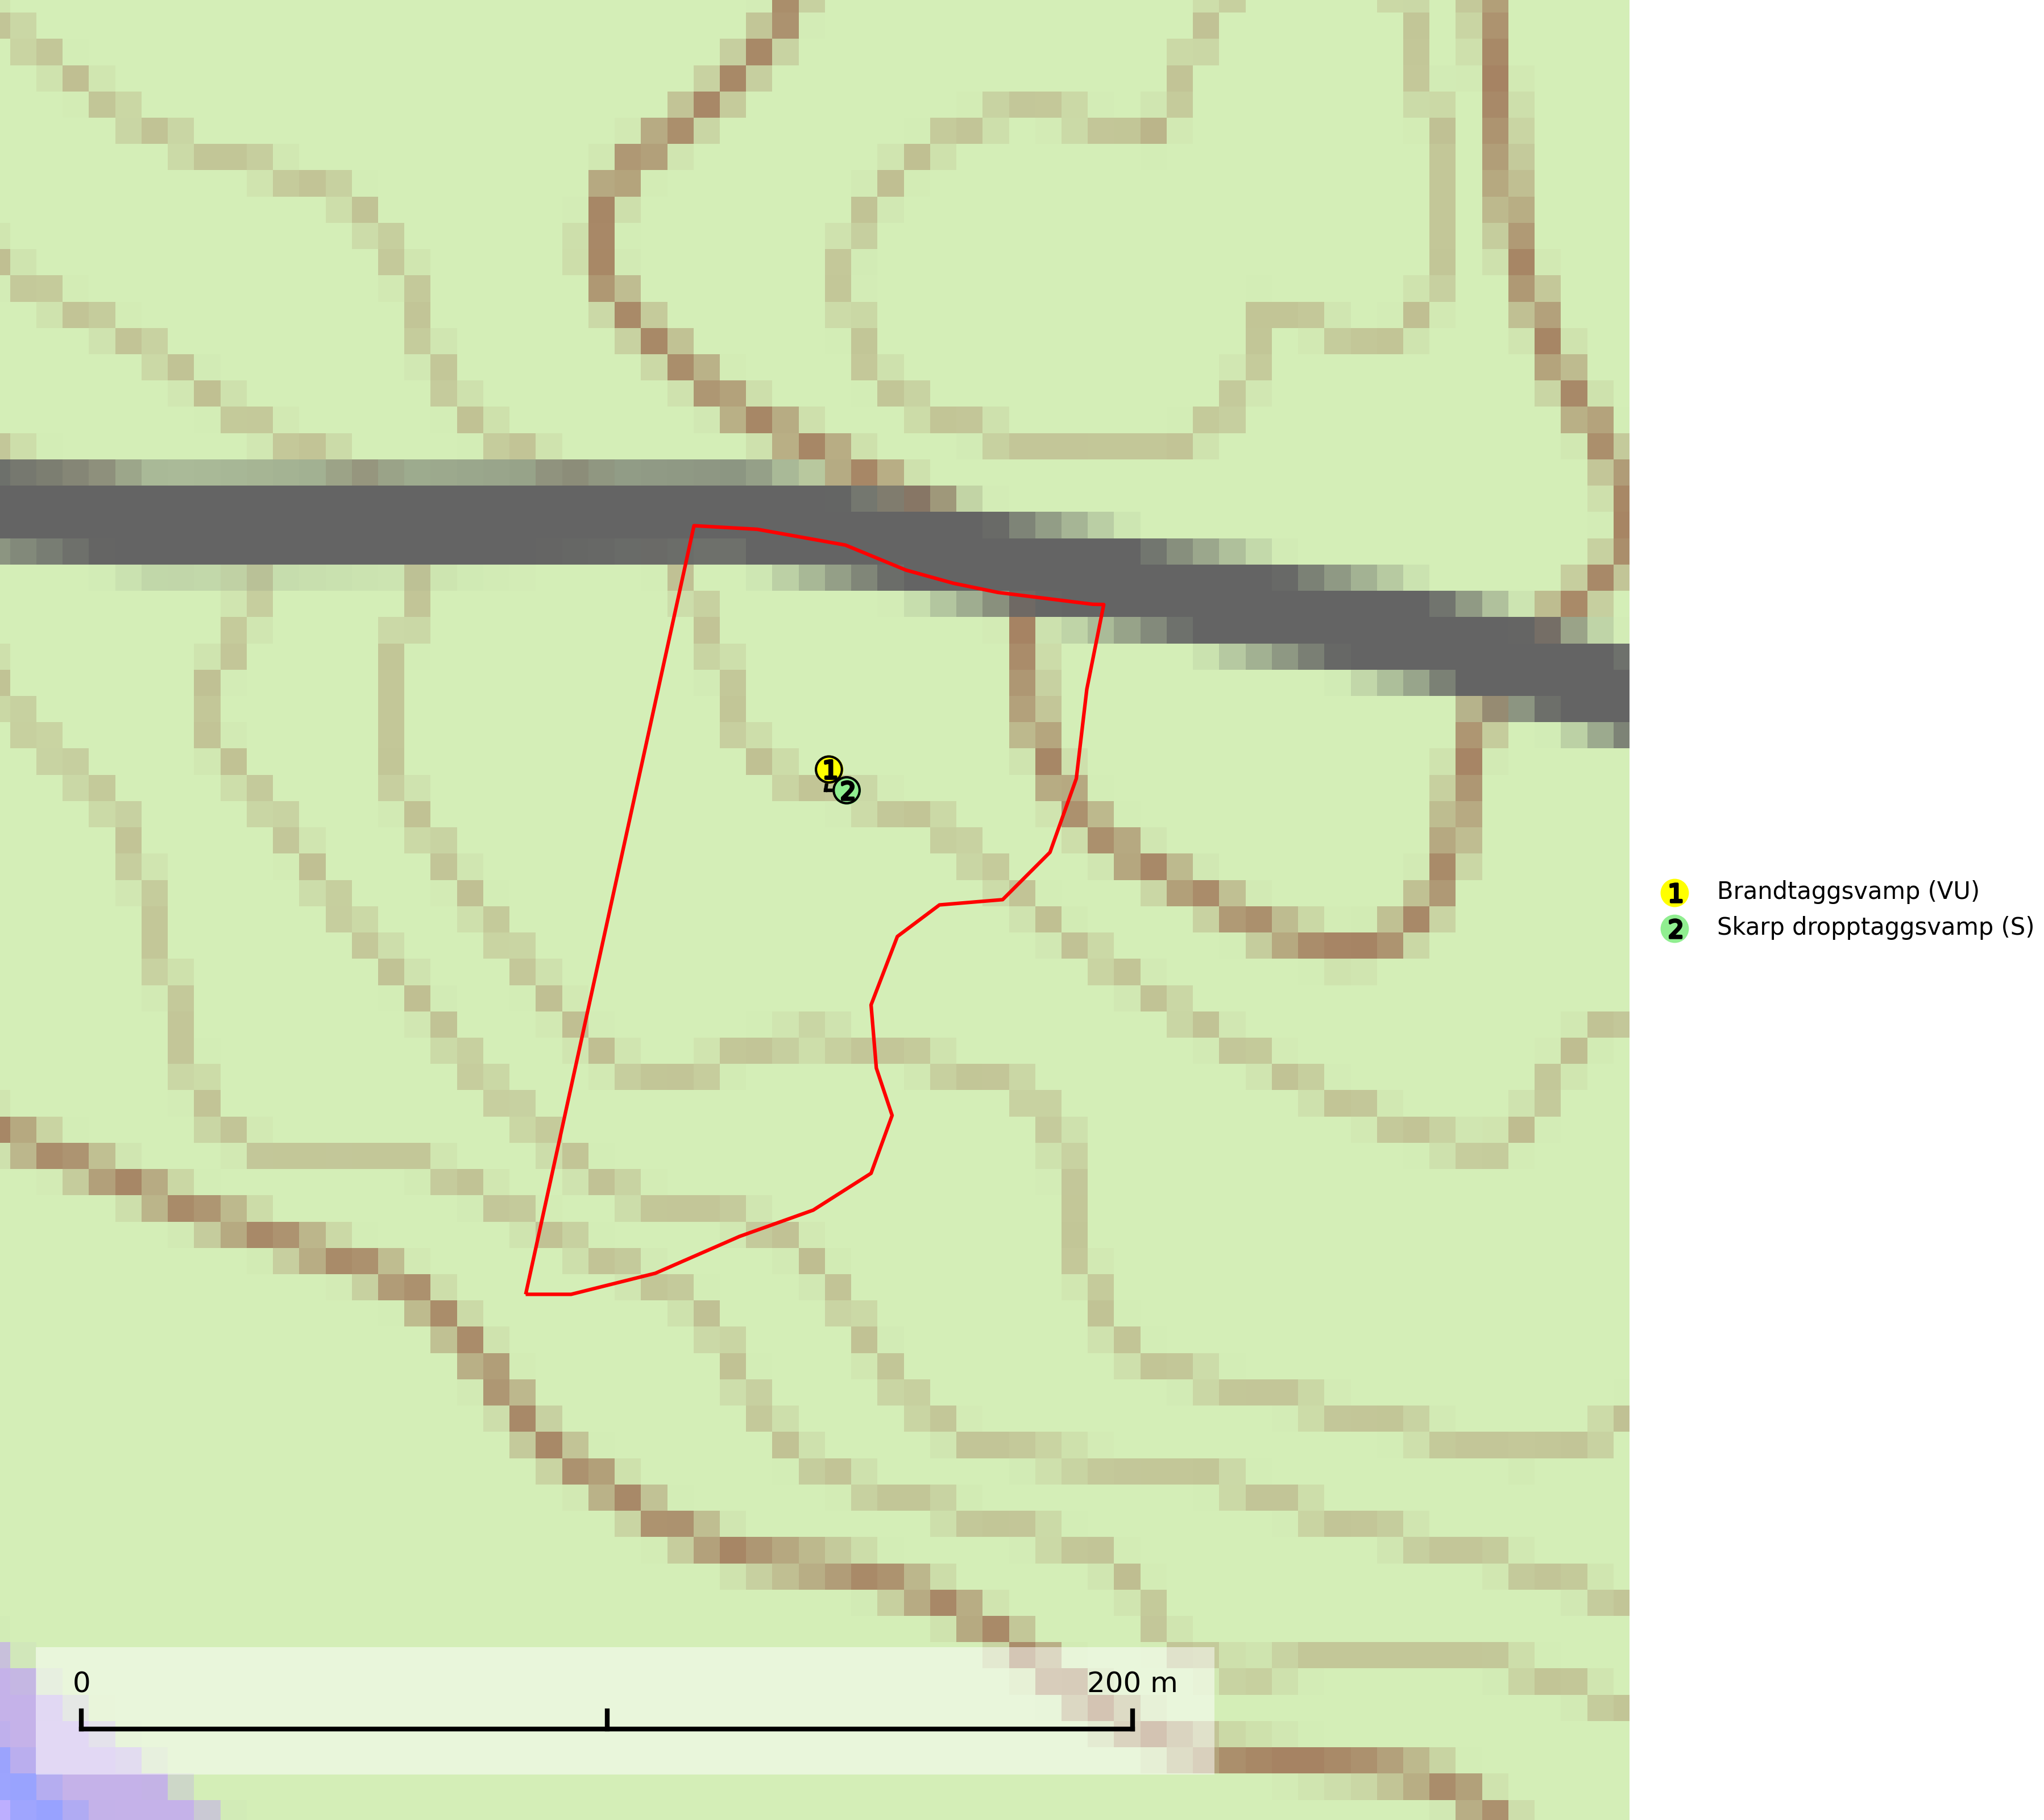 1
2
1 Brandtaggsvamp (VU)
2 Skarp dropptaggsvamp (S)
0 200 m